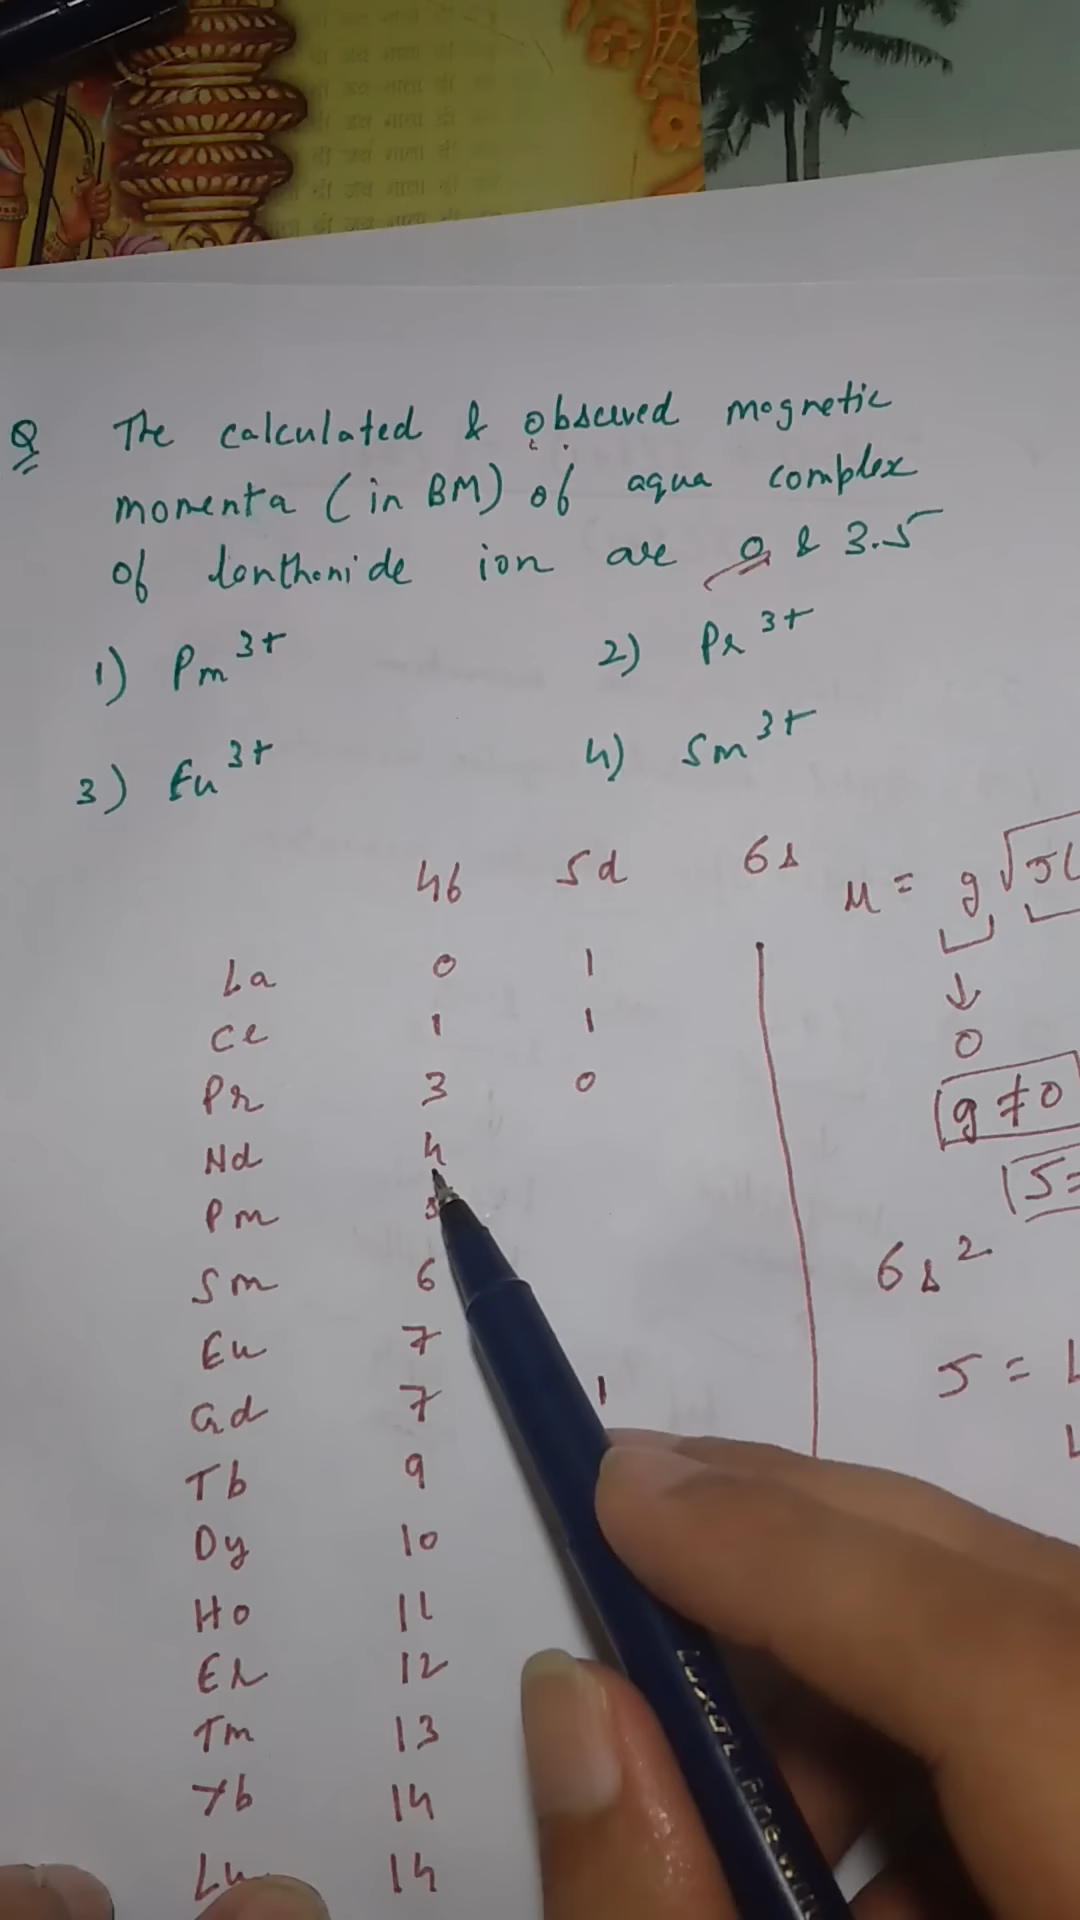 Q The calculated & observed magnetic
momenta (in BM) of aqua complex
of lanthanide ion are 0 & 3.5
1) Pm3+ 2) Pr3+
3) Eu3+ 4) Sm3+
4f 5d 6s
La 0 1
Ce 1 1
Pr 3 0
Nd 4
Pm 5
Sm 6
Eu 7
Gd 7 1
Tb 9
Dy 10
Ho 11
Er 12
Tm 13
Yb 14
Lu 14
μ = g√J(
↓
0
g ≠ 0
J =
6s2
J = L
L
LUXOR Fine